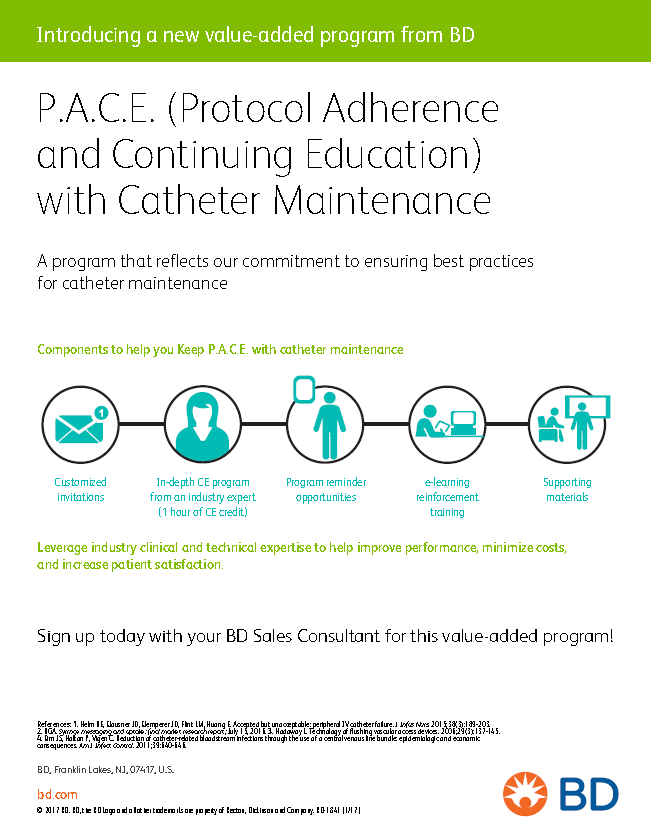 Introducing a new value-added program from BD
P.A.C.E. (Protocol Adherence
and Continuing Education)
with Catheter Maintenance
A program that reflects our commitment to ensuring best practices
for catheter maintenance
Components to help you Keep P.A.C.E. with catheter maintenance
1
Customized
invitations
In-depth CE program
from an industry expert
(1 hour of CE credit)
Program reminder
opportunities
e-learning
reinforcement
training
Supporting
materials
Leverage industry clinical and technical expertise to help improve performance, minimize costs,
and increase patient satisfaction.
Sign up today with your BD Sales Consultant for this value-added program!
References: 1. Helm RE, Klausner JD, Klemperer JD, Flint LM, Huang E. Accepted but unacceptable: peripheral IV catheter failure. J Infus Nurs. 2015;38(3):189-203.
2. IIGA. Syringe messaging and uptake: final market research report; July 15, 2016. 3. Hadaway L. Technology of flushing vascular access devices. 2006;29(3):137-145.
4. JS, P, Reduction of catheter-related bloodstream infections through the use of a central venous line bundle: epidemiologic and economic
consequences. Am J Infect Control. 2011;39:640-646.
BD, Franklin Lakes, NJ, 07417, U.S.
bd.com
© 2017 BD. BD, the BD Logo and all other trademarks are property of Becton, Dickinson and Company. BD-1841 (1/17)
BD